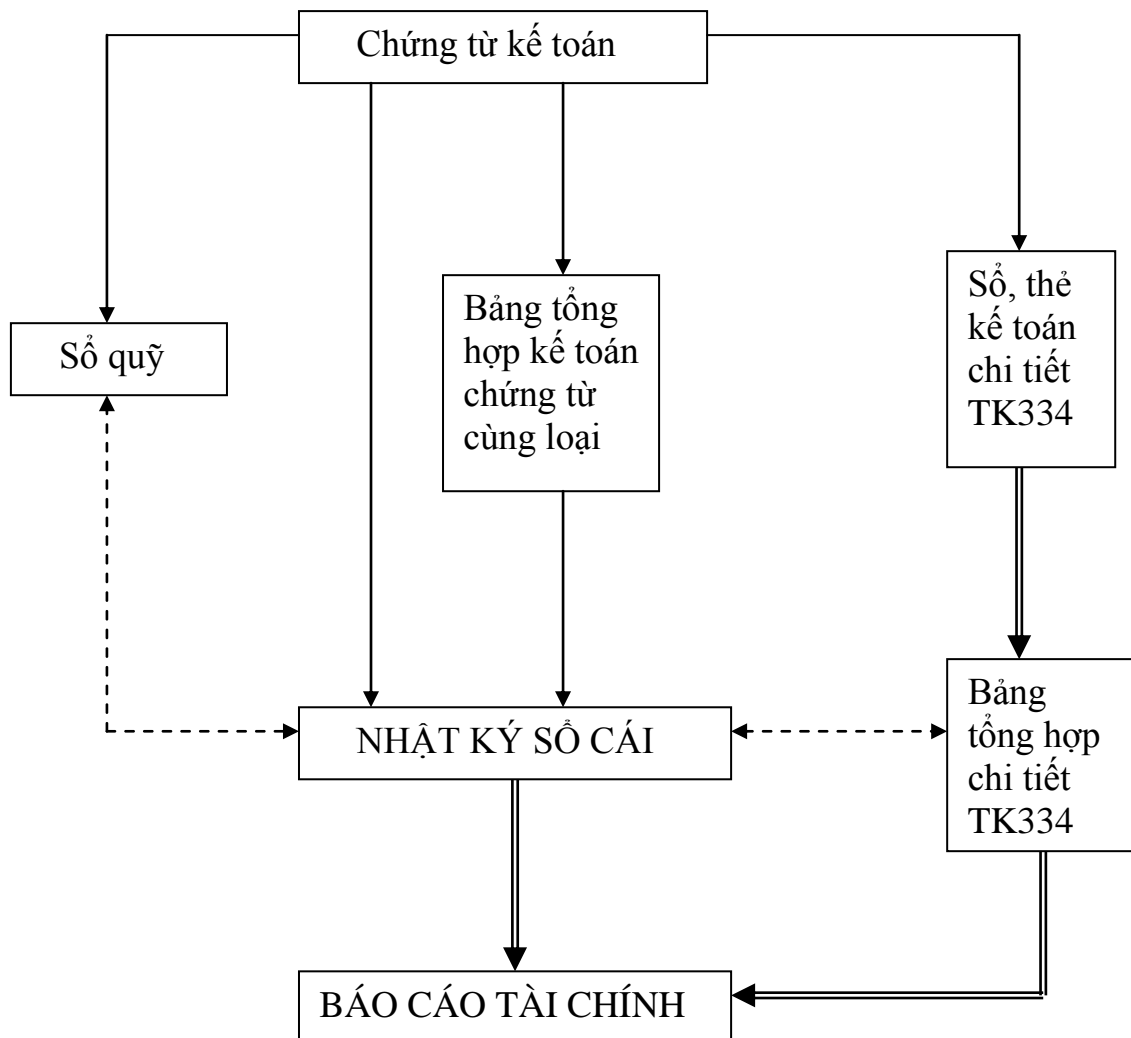 Chứng từ kế toán
Sổ quỹ
Bảng tổng
hợp kế toán
chứng từ
cùng loại
Sổ, thẻ
kế toán
chi tiết
TK334
NHẬT KÝ SỔ CÁI
Bảng
tổng hợp
chi tiết
TK334
BÁO CÁO TÀI CHÍNH